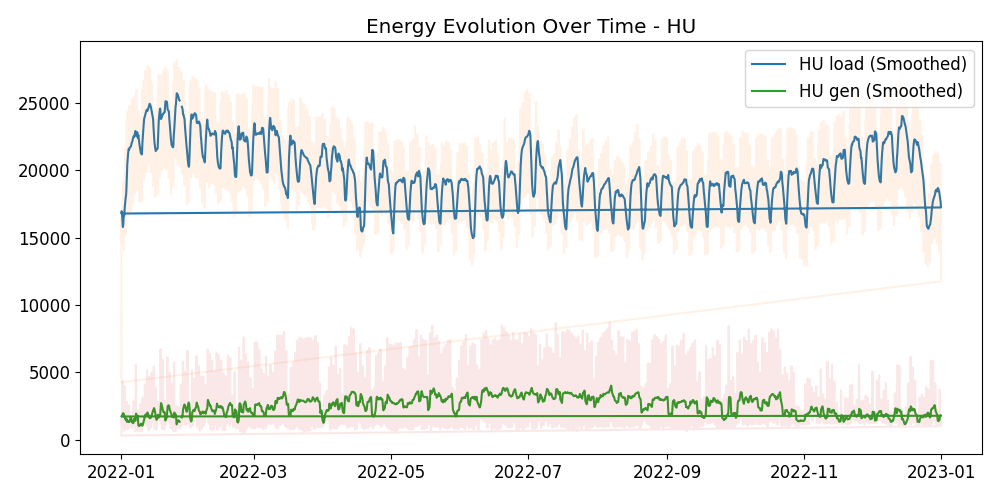 Energy Evolution Over Time - HU
HU load (Smoothed)
HU gen (Smoothed)
25000
20000
15000
10000
5000
0
2022-01 2022-03 2022-05 2022-07 2022-09 2022-11 2023-01